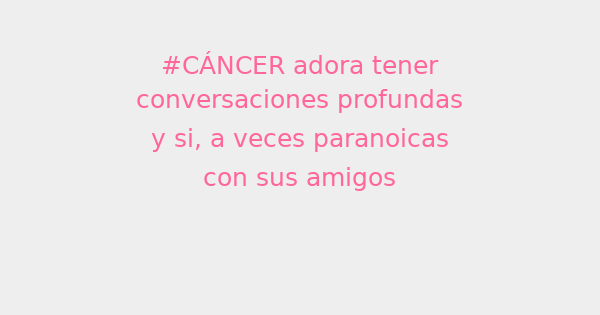 #CÁNCER adora tener
conversaciones profundas
y si, a veces paranoicas
con sus amigos